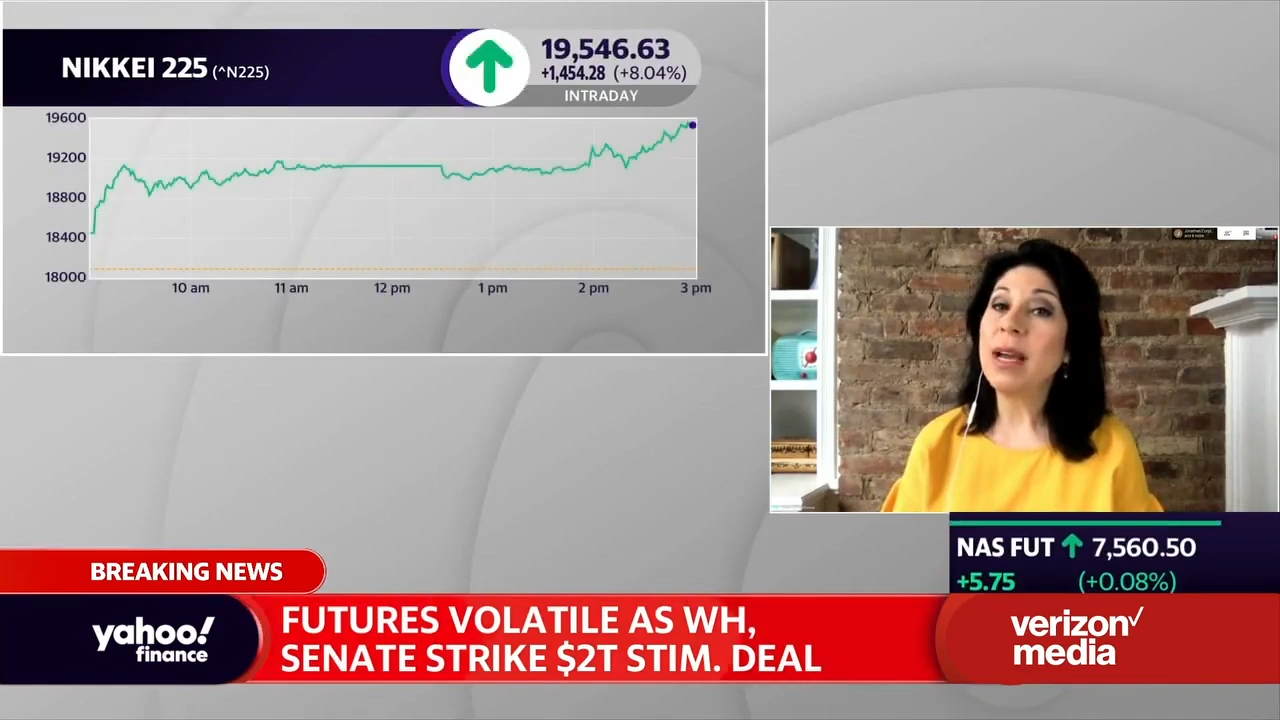 NIKKEI 225 (^N225)
19,546.63
+1,454.28 (+8.04%)
INTRADAY
19600
19200
18800
18400
18000
10 am
11 am
12 pm
1 pm
2 pm
3 pm
NAS FUT 7,560.50
+5.75 (+0.08%)
BREAKING NEWS
yahoo!
finance
FUTURES VOLATILE AS WH,
SENATE STRIKE $2T STIM. DEAL
verizon✓
media